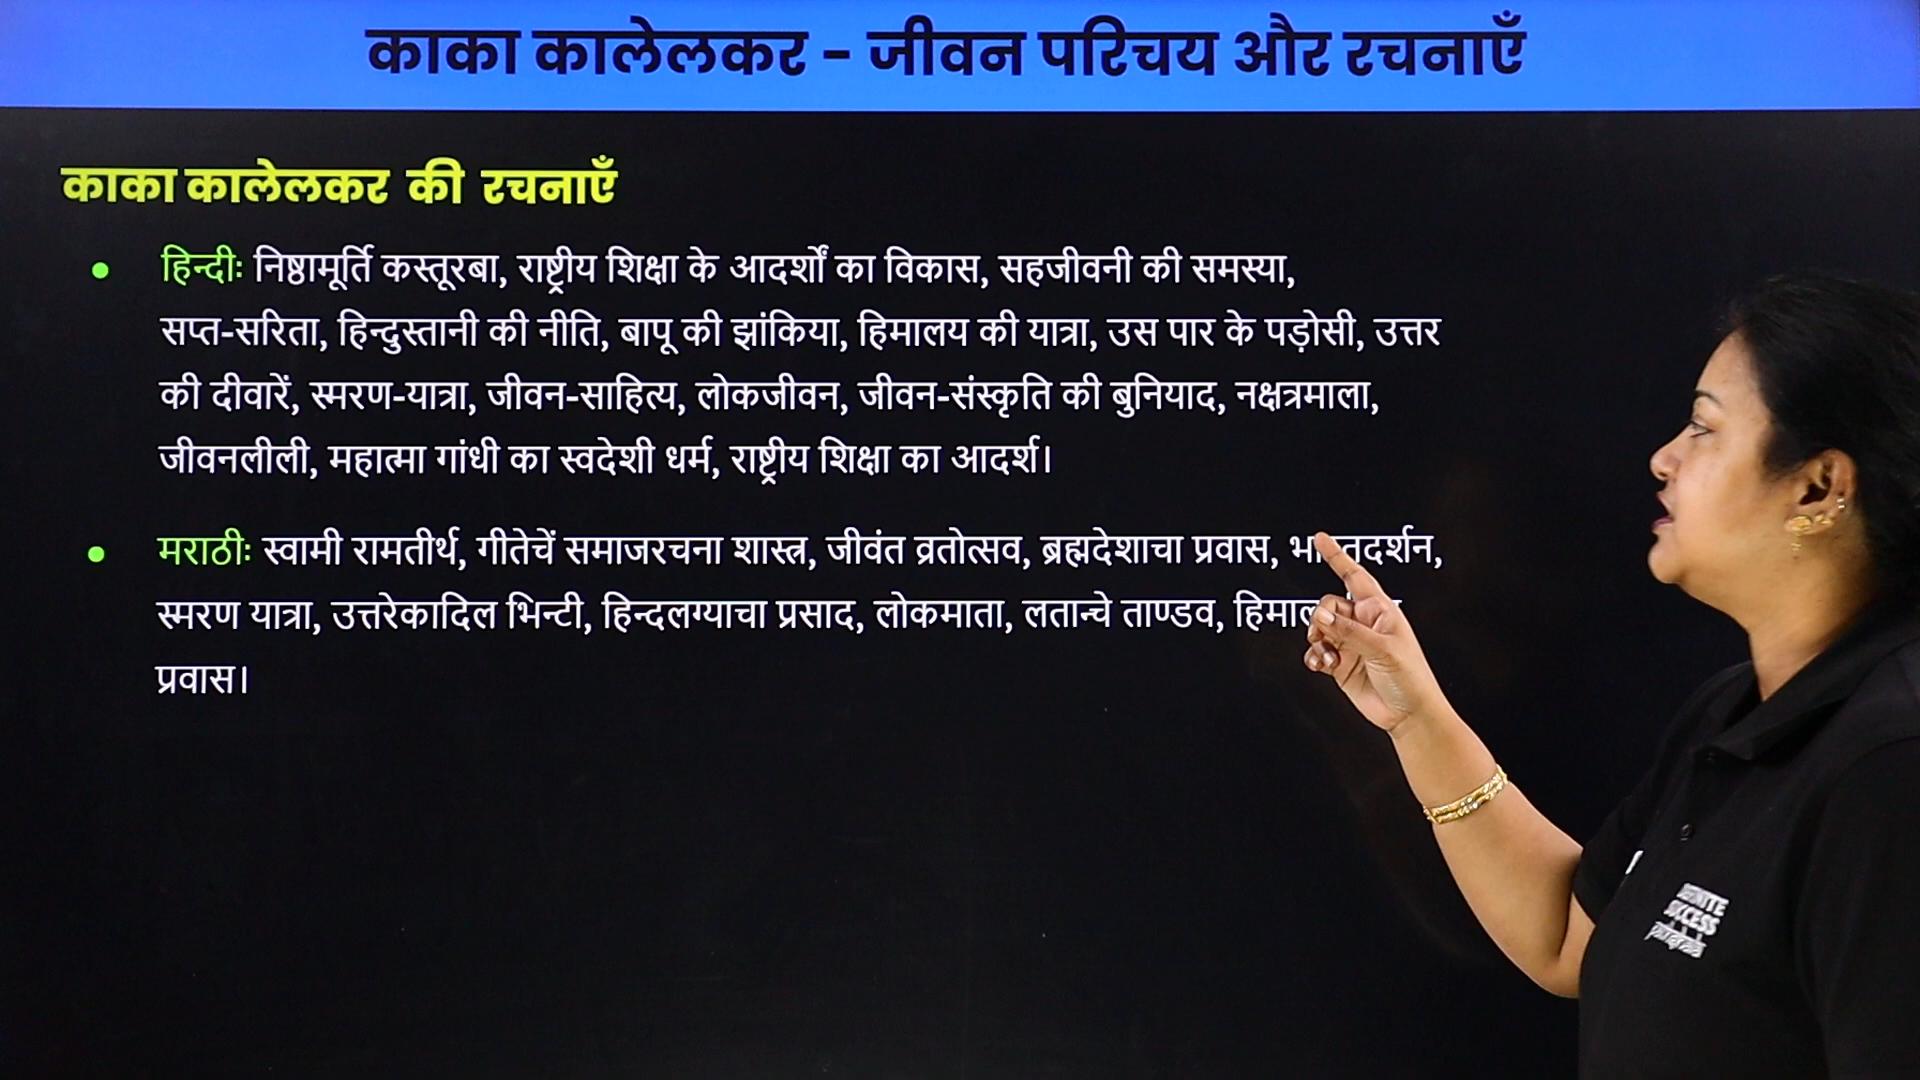 काका कालेलकर - जीवन परिचय और रचनाएँ
काका कालेलकर की रचनाएँ
• हिन्दीः निष्ठामूर्ति कस्तूरबा, राष्ट्रीय शिक्षा के आदर्शों का विकास, सहजीवनी की समस्या,
सप्त-सरिता, हिन्दुस्तानी की नीति, बापू की झांकिया, हिमालय की यात्रा, उस पार के पड़ोसी, उत्तर
की दीवारें, स्मरण-यात्रा, जीवन-साहित्य, लोकजीवन, जीवन-संस्कृति की बुनियाद, नक्षत्रमाला,
जीवनलीली, महात्मा गांधी का स्वदेशी धर्म, राष्ट्रीय शिक्षा का आदर्श।
• मराठीः स्वामी रामतीर्थ, गीतेचें समाजरचना शास्त्र, जीवंत व्रतोत्सव, ब्रह्मदेशाचा प्रवास,
स्मरण यात्रा, उत्तरेकादिल भिन्टी, हिन्दलग्याचा प्रसाद, लोकमाता, लतान्चे ताण्डव,
प्रवास।